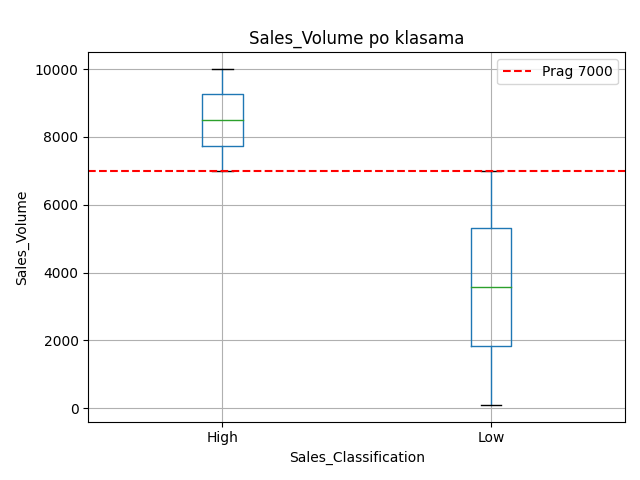 Sales_Volume po klasama
Prag 7000
10000
8000
6000
4000
2000
0
Sales_Volume
High
Low
Sales_Classification